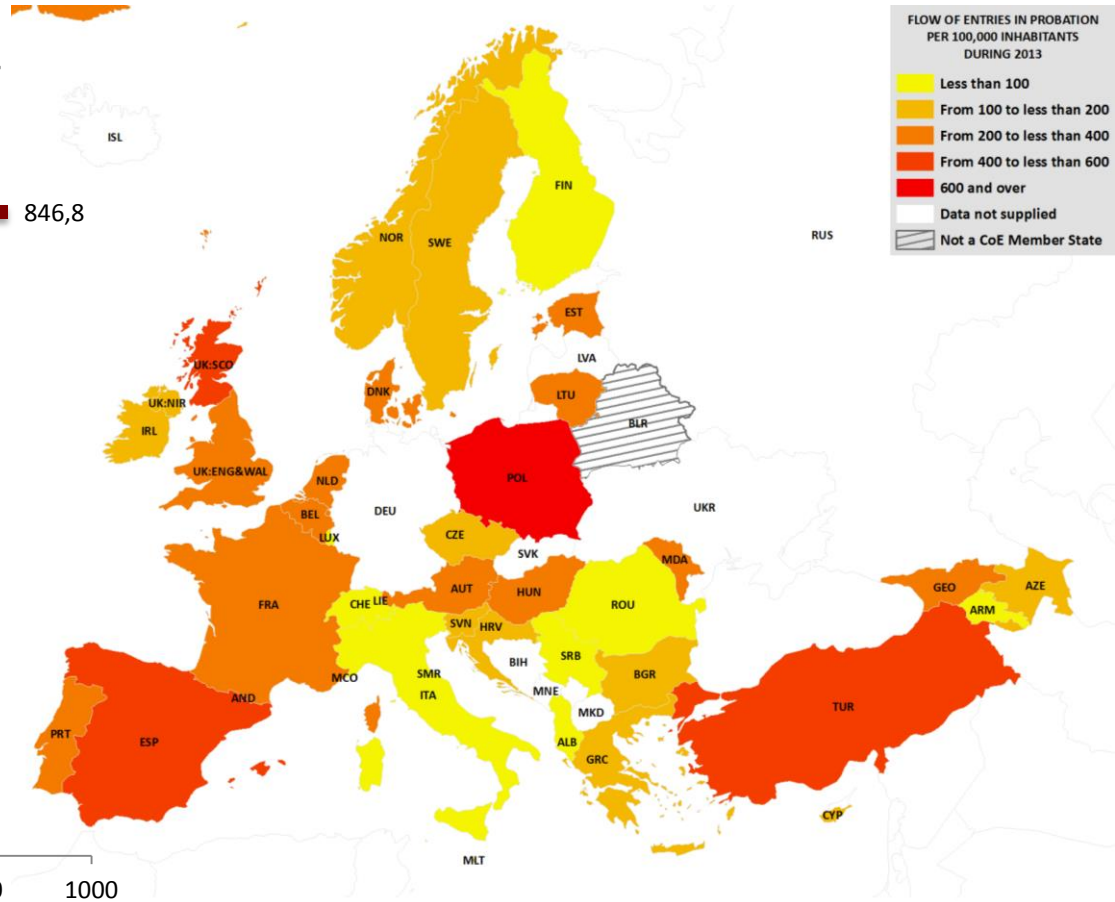 FLOW OF ENTRIES IN PROBATION
PER 100,000 INHABITANTS
DURING 2013
Less than 100
From 100 to less than 200
From 200 to less than 400
From 400 to less than 600
600 and over
Data not supplied
Not a CoE Member State
ISL
846,8
FIN
RUS
NOR
SWE
EST
LVA
UK:SCO
DNK
LTU
UK:NIR
BLR
IRL
UK:ENG&WAL
NLD
POL
BEL
DEU
UKR
LUX
CZE
SVK
MDA
AUT
HUN
GEO
AZE
FRA
CHE
LIE
ROU
ARM
SVN
HRV
SRB
BIH
BGR
SMR
MCO
ITA
MNE
AND
MKD
TUR
PRT
ESP
ALB
GRC
CYP
MLT
0
1000